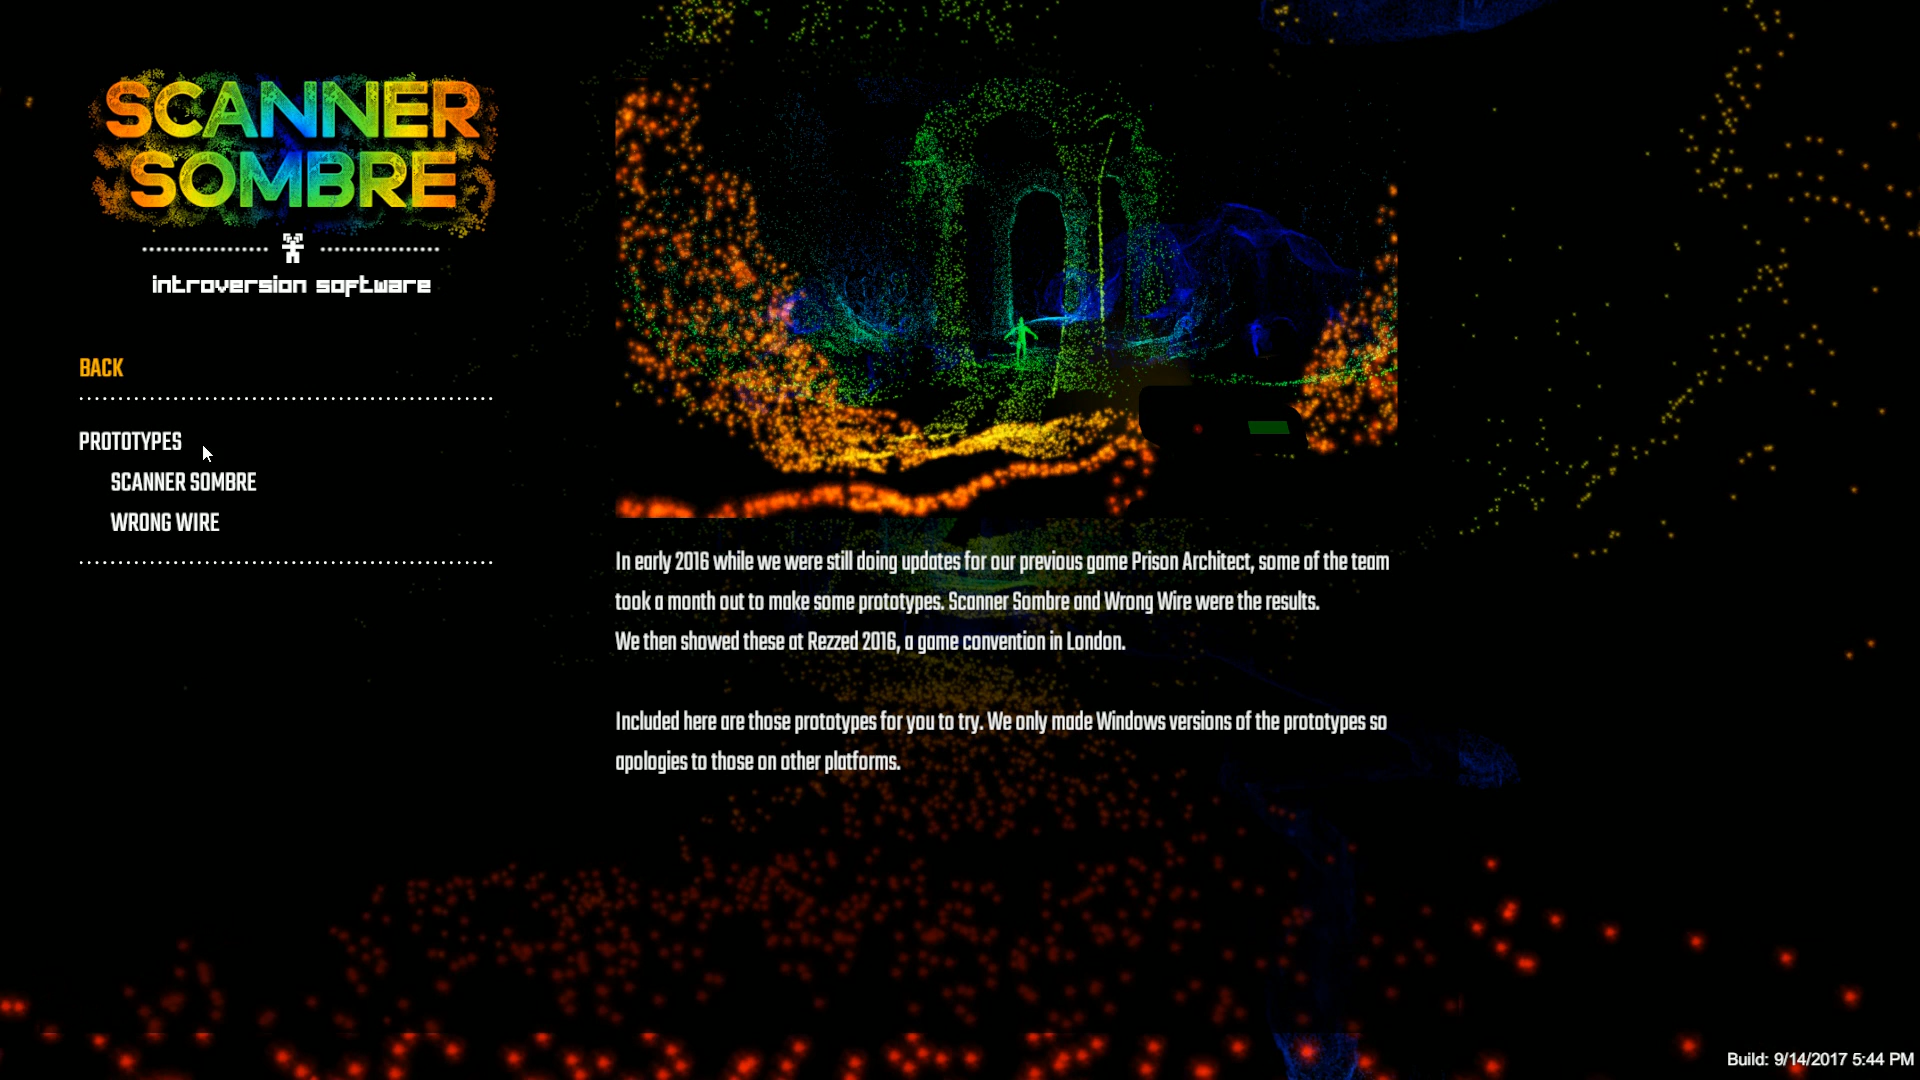 SCANNER
SOMBRE
introversion software
BACK
PROTOTYPES
SCANNER SOMBRE
WRONG WIRE
In early 2016 while we were still doing updates for our previous game Prison Architect, some of the team
took a month out to make some prototypes. Scanner Sombre and Wrong Wire were the results.
We then showed these at Rezzed 2016, a game convention in London.
Included here are those prototypes for you to try. We only made Windows versions of the prototypes so
apologies to those on other platforms.
Build: 9/14/2017 5:44 PM